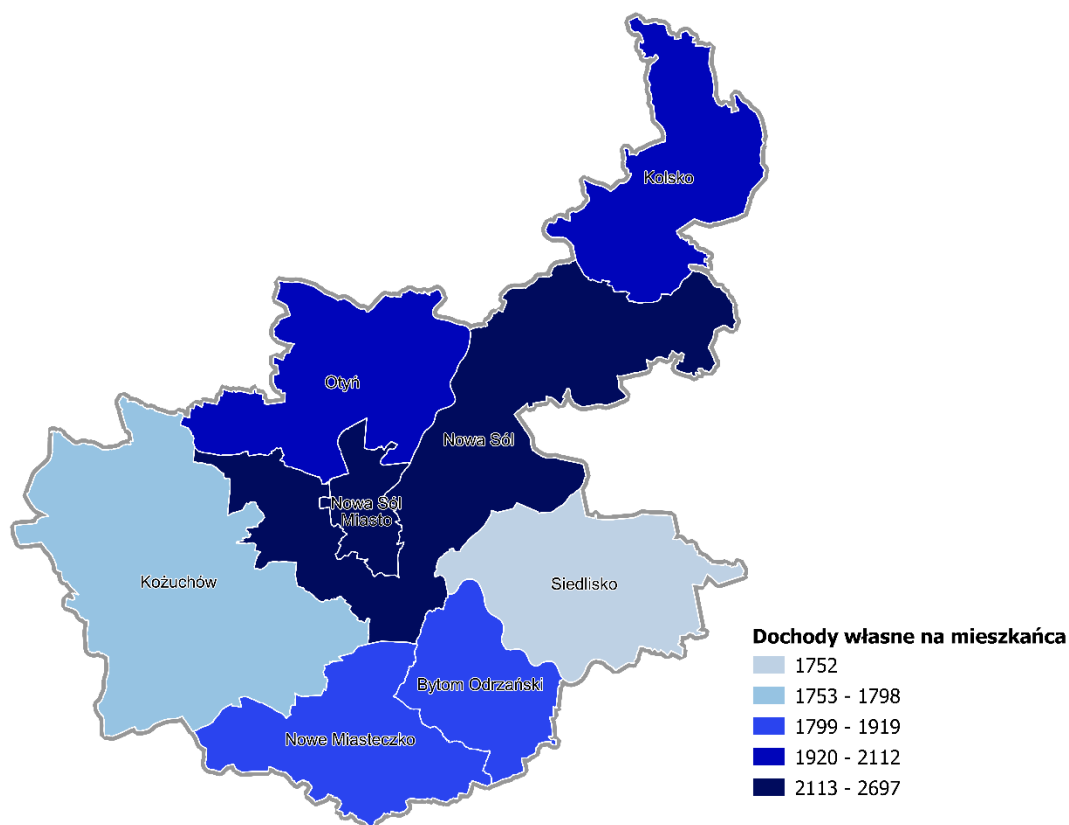 Kolsko
Otyń
Nowa Sól
Nowa Sól
Miasto
Kożuchów
Siedlisko
Bytom Odrzański
Nowe Miasteczko
Dochody własne na mieszkańca
1752
1753 - 1798
1799 - 1919
1920 - 2112
2113 - 2697